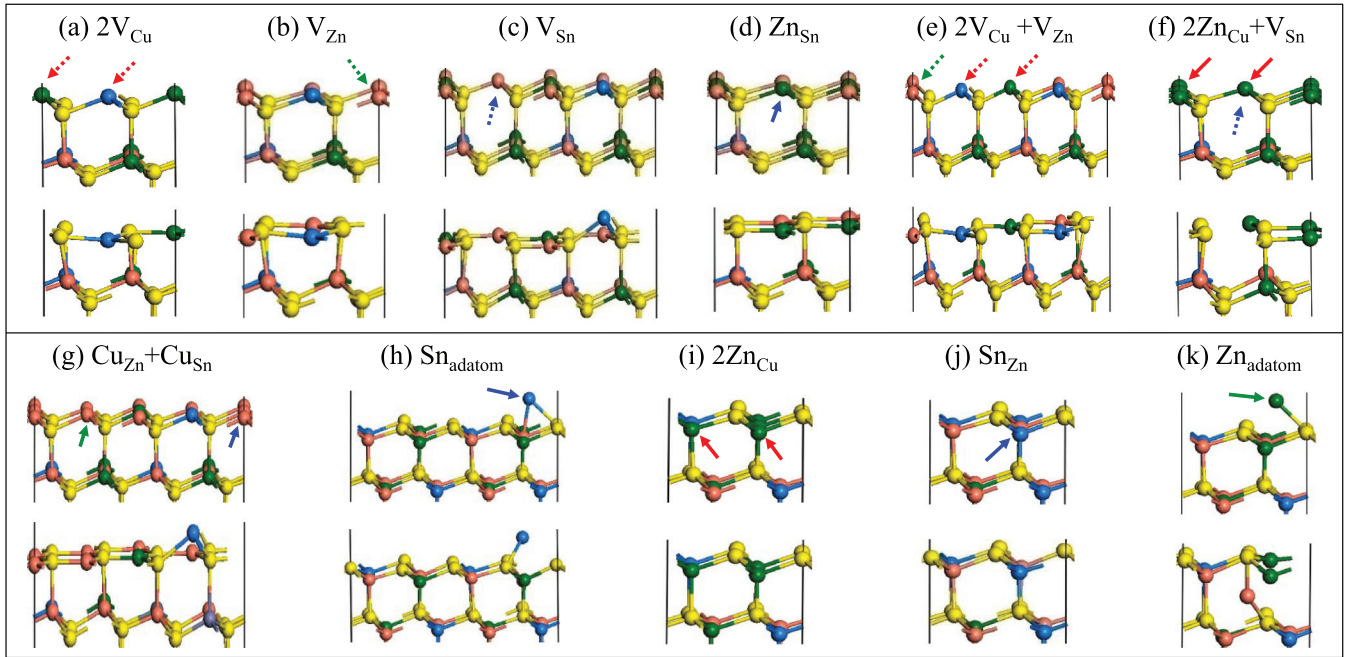 (a) 2V_Cu (b) V_Zn (c) V_Sn (d) Zn_Sn (e) 2V_Cu +V_Zn (f) 2Zn_Cu+V_Sn
(g) Cu_Zn+Cu_Sn (h) Sn_adatom (i) 2Zn_Cu (j) Sn_Zn (k) Zn_adatom